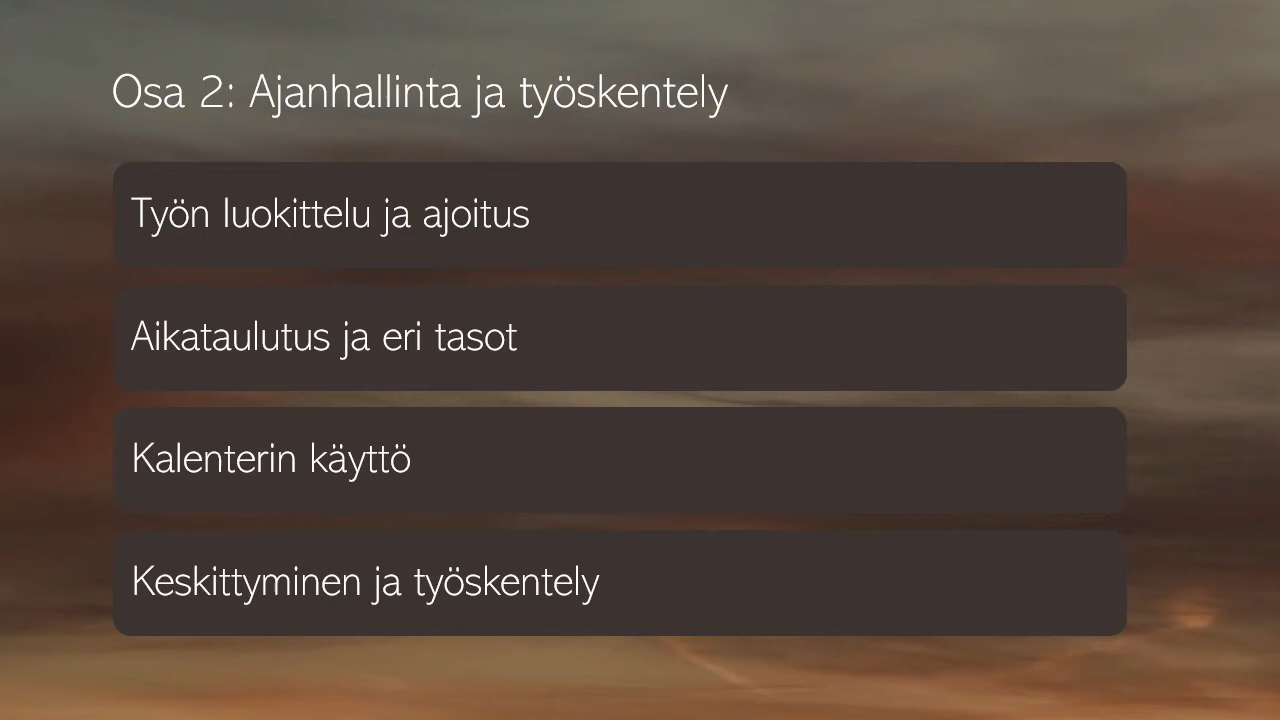 Osa 2: Ajanhallinta ja työskentely
Työn luokittelu ja ajoitus
Aikataulutus ja eri tasot
Kalenterin käyttö
Keskittyminen ja työskentely